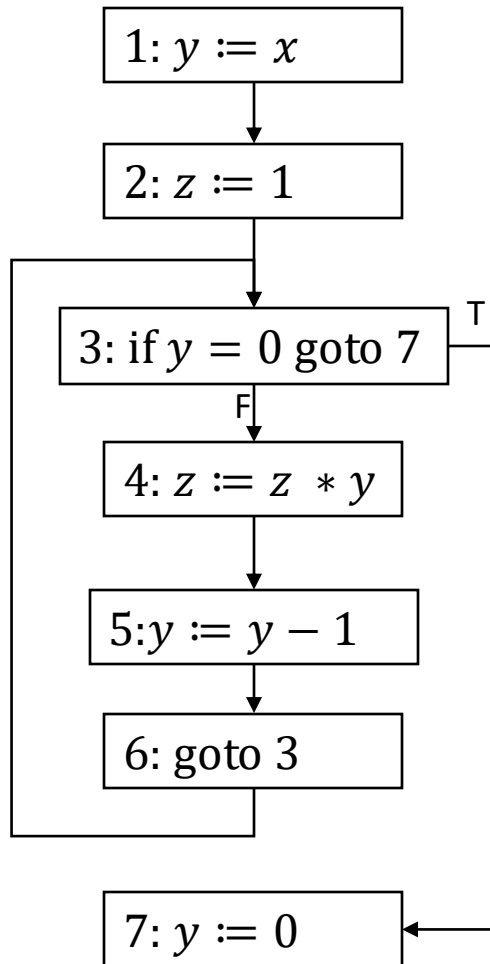 1: y := x
2: z := 1
T
3: if y = 0 goto 7
F
4: z := z * y
5:y := y − 1
6: goto 3
7: y := 0